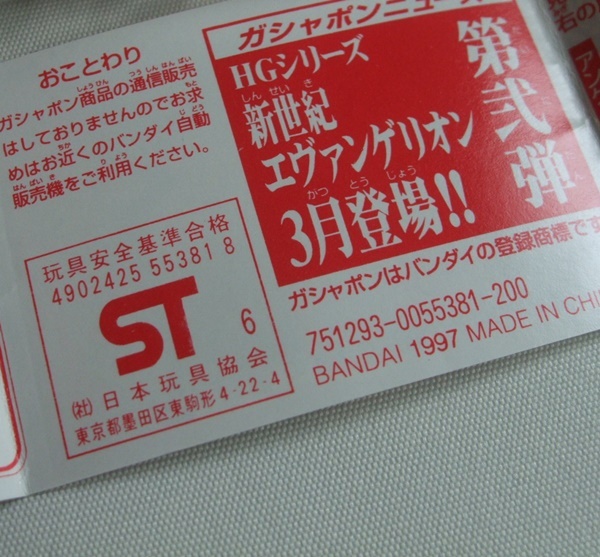 おことわり
ガシャポン商品の通信販売
はしておりませんのでお求
めはお近くのバンダイ自動
販売機をご利用ください。
玩具安全基準合格
4902425 55381 8
ST 6
(社)日本玩具協会
東京都墨田区東駒形4-22-4
ガシャポンニュース
HGシリーズ
新世紀
エヴァンゲリオン
3月登場!!
第弐弾
ガシャポンはバンダイの登録商標です
751293-0055381-200
BANDAI 1997 MADE IN CHI